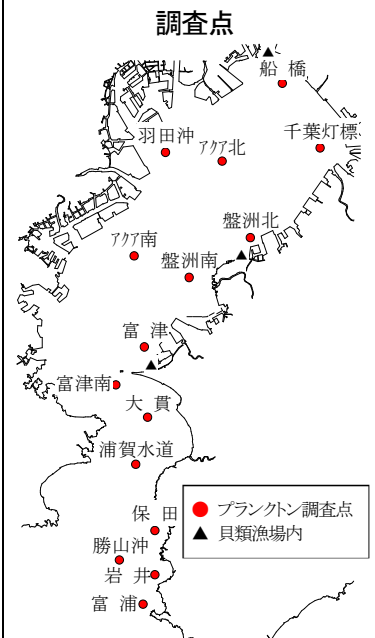 調査点
船 橋
千葉灯標
羽田沖
ｱｸｱ北
盤洲北
ｱｸｱ南
盤洲南
富 津
富津南
大 貫
浦賀水道
保 田
勝山沖
岩 井
富 浦
プランクトン調査点
貝類漁場内